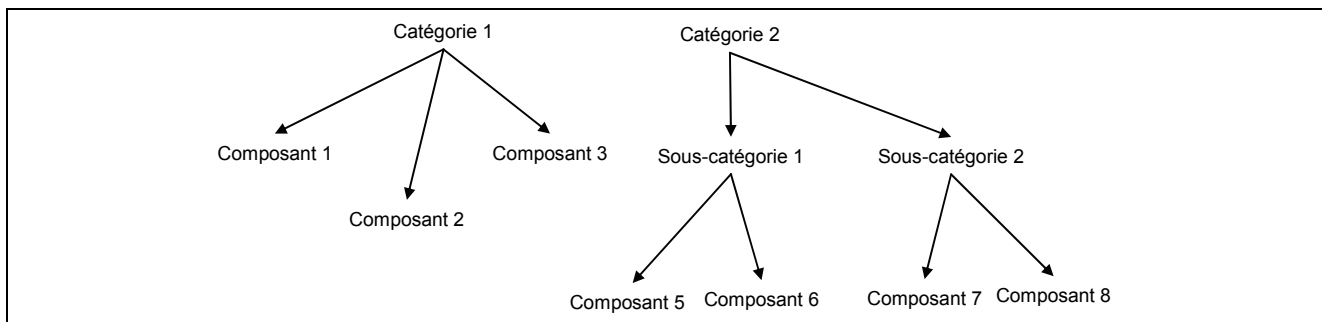 Catégorie 1
Catégorie 2
Composant 1
Composant 3
Sous-catégorie 1
Sous-catégorie 2
Composant 2
Composant 5
Composant 6
Composant 7
Composant 8